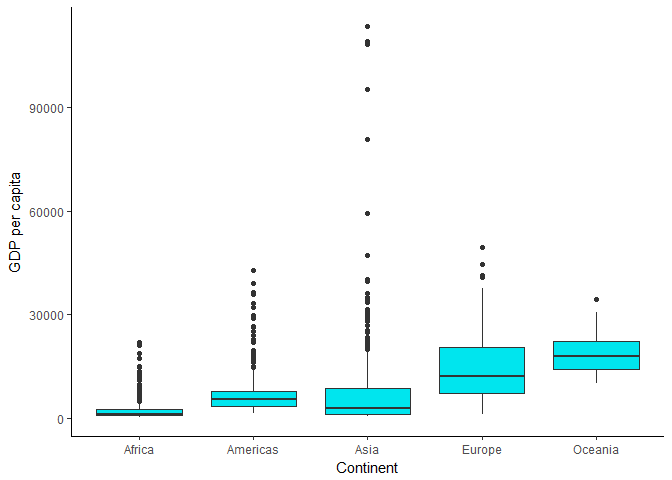 GDP per capita
90000
60000
30000
0
Africa Americas Asia Europe Oceania
Continent